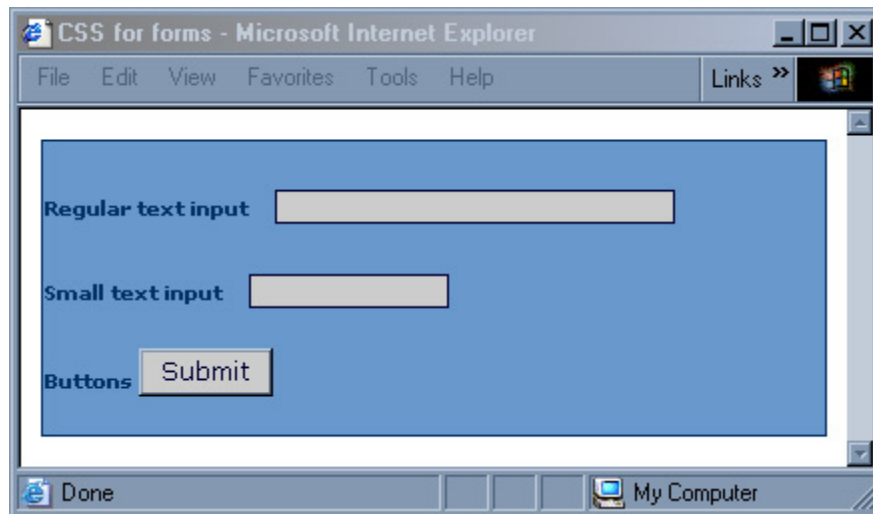 CSS for forms - Microsoft Internet Explorer
File Edit View Favorites Tools Help Links »
Regular text input
Small text input
Buttons Submit
Done My Computer